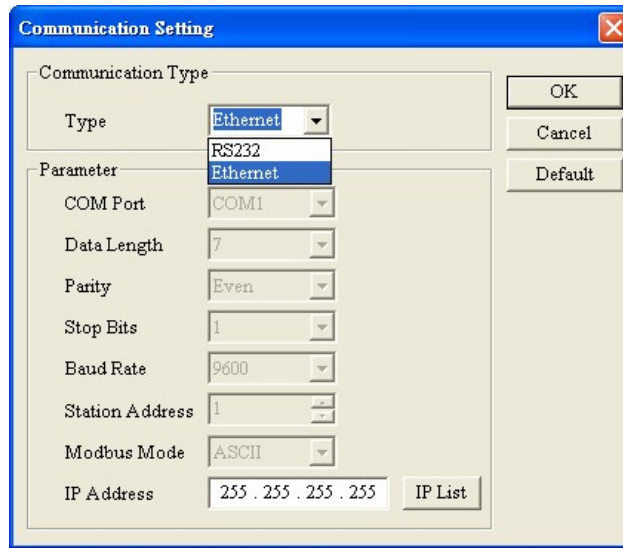 Communication Setting
Communication Type
Type Ethernet
RS232
Ethernet
OK
Cancel
Default
Parameter
COM Port COM1
Data Length 7
Parity Even
Stop Bits 1
Baud Rate 9600
Station Address 1
Modbus Mode ASCII
IP Address 255 . 255 . 255 . 255 IP List